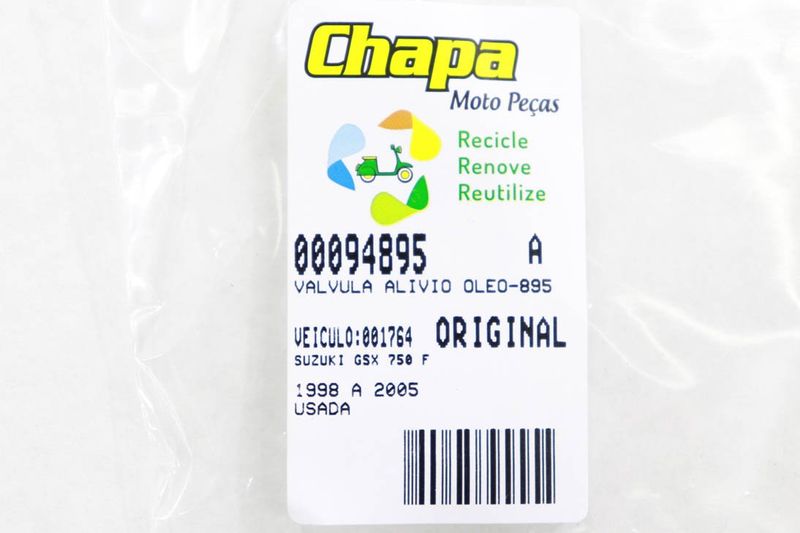 Chapa
Moto Peças
Recicle
Renove
Reutilize
00094895 A
VALVULA ALIVIO OLEO-895
VEICULO:001764 ORIGINAL
SUZUKI GSX 750 F
1998 A 2005
USADA